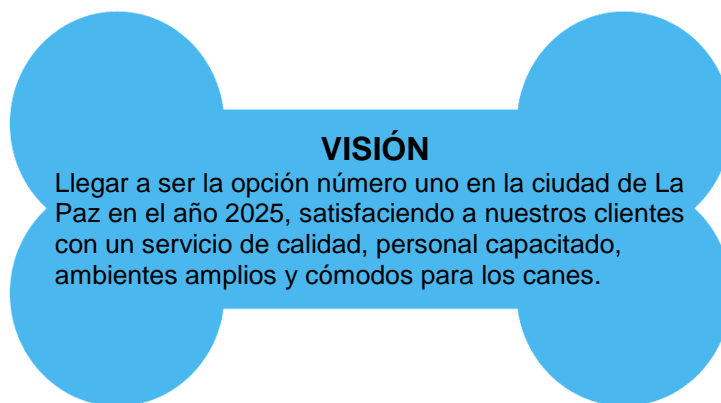 VISIÓN
Llegar a ser la opción número uno en la ciudad de La
Paz en el año 2025, satisfaciendo a nuestros clientes
con un servicio de calidad, personal capacitado,
ambientes amplios y cómodos para los canes.